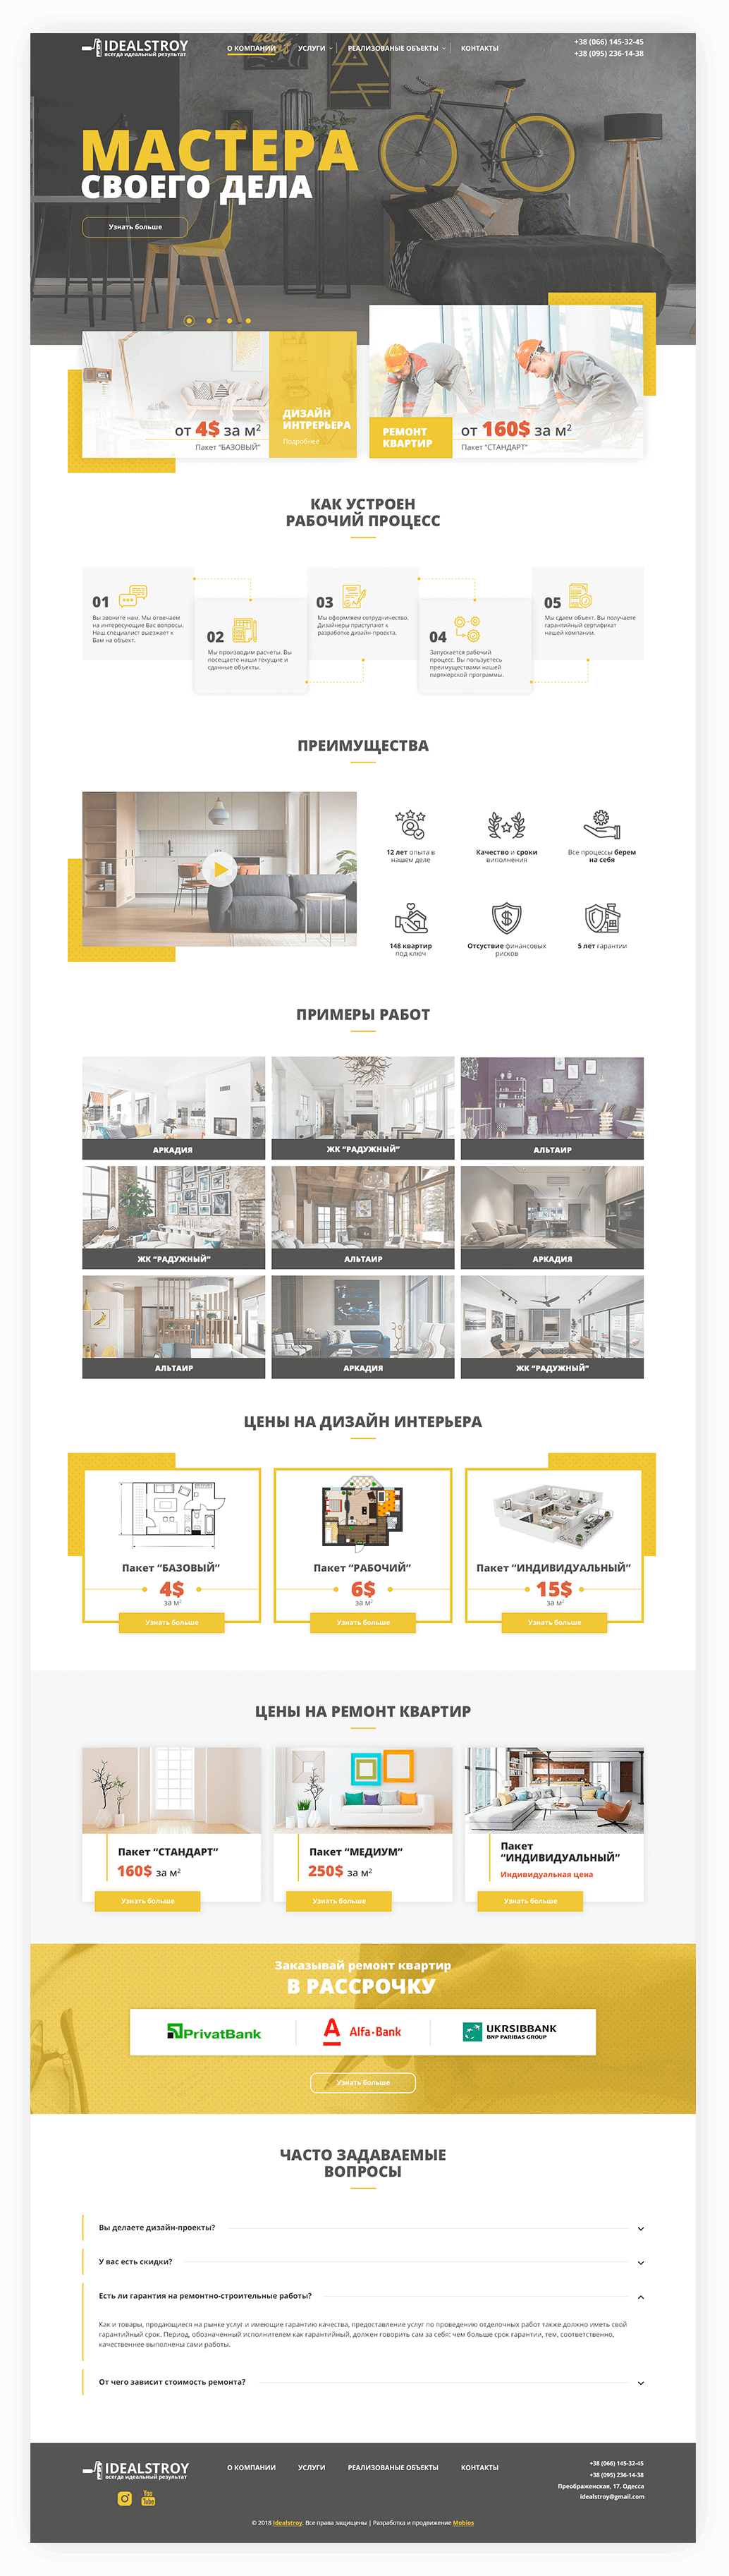 IDEALSTROY
всегда идеальный результат
О КОМПАНИИ
УСЛУГИ
РЕАЛИЗОВАНЫЕ ОБЪЕКТЫ
КОНТАКТЫ
+38 (066) 145-32-45
+38 (095) 236-14-38
МАСТЕРА
СВОЕГО ДЕЛА
Узнать больше
от 4$ за м²
Пакет “БАЗОВЫЙ”
ДИЗАЙН
ИНТРЕРЬЕРА
Подробнее
РЕМОНТ
КВАРТИР
от 160$ за м²
Пакет “СТАНДАРТ”
КАК УСТРОЕН
РАБОЧИЙ ПРОЦЕСС
01
Вы звоните нам. Мы отвечаем
на интересующие Вас вопросы.
Наш специалист выезжает к
Вам на объект.
02
Мы производим расчеты. Вы
посещаете наши текущие и
сданные объекты.
03
Мы оформляем сотрудничество.
Дизайнеры приступают к
разработке дизайн-проекта.
04
Запускается рабочий
процесс. Вы пользуетесь
преимуществами нашей
партнерской программы.
05
Мы сдаем объект. Вы получаете
гарантийный сертификат
нашей компании.
ПРЕИМУЩЕСТВА
12 лет опыта в
нашем деле
Качество и сроки
виполнения
Все процессы берем
на себя
148 квартир
под ключ
Отсуствие финансовых
рисков
5 лет гарантии
ПРИМЕРЫ РАБОТ
АРКАДИЯ
ЖК “РАДУЖНЫЙ”
АЛЬТАИР
ЖК “РАДУЖНЫЙ”
АЛЬТАИР
АРКАДИЯ
АЛЬТАИР
АРКАДИЯ
ЖК “РАДУЖНЫЙ”
ЦЕНЫ НА ДИЗАЙН ИНТЕРЬЕРА
Пакет “БАЗОВЫЙ”
4$
за м²
Узнать больше
Пакет “РАБОЧИЙ”
6$
за м²
Узнать больше
Пакет “ИНДИВИДУАЛЬНЫЙ”
15$
за м²
Узнать больше
ЦЕНЫ НА РЕМОНТ КВАРТИР
Пакет “СТАНДАРТ”
160$ за м²
Узнать больше
Пакет “МЕДИУМ”
250$ за м²
Узнать больше
Пакет
“ИНДИВИДУАЛЬНЫЙ”
Индивидуальная цена
Узнать больше
Заказывай ремонт квартир
В РАССРОЧКУ
PrivatBank
Alfa·Bank
UKRSIBBANK
BNP PARIBAS GROUP
Узнать больше
ЧАСТО ЗАДАВАЕМЫЕ
ВОПРОСЫ
Вы делаете дизайн-проекты?
У вас есть скидки?
Есть ли гарантия на ремонтно-строительные работы?
Как и товары, продающиеся на рынке услуг и имеющие гарантию качества, предоставление услуг по проведению отделочных работ также должно иметь свой
гарантийный срок. Период, обозначенный исполнителем как гарантийный, должен говорить сам за себя: чем больше срок гарантии, тем, соответственно,
качественнее выполнены сами работы.
От чего зависит стоимость ремонта?
IDEALSTROY
всегда идеальный результат
О КОМПАНИИ
УСЛУГИ
РЕАЛИЗОВАНЫЕ ОБЪЕКТЫ
КОНТАКТЫ
+38 (066) 145-32-45
+38 (095) 236-14-38
Преображенская, 17. Одесса
idealstroy@gmail.com
You
Tube
© 2018 Idealstroy. Все права защищены | Разработка и продвижение Mobios